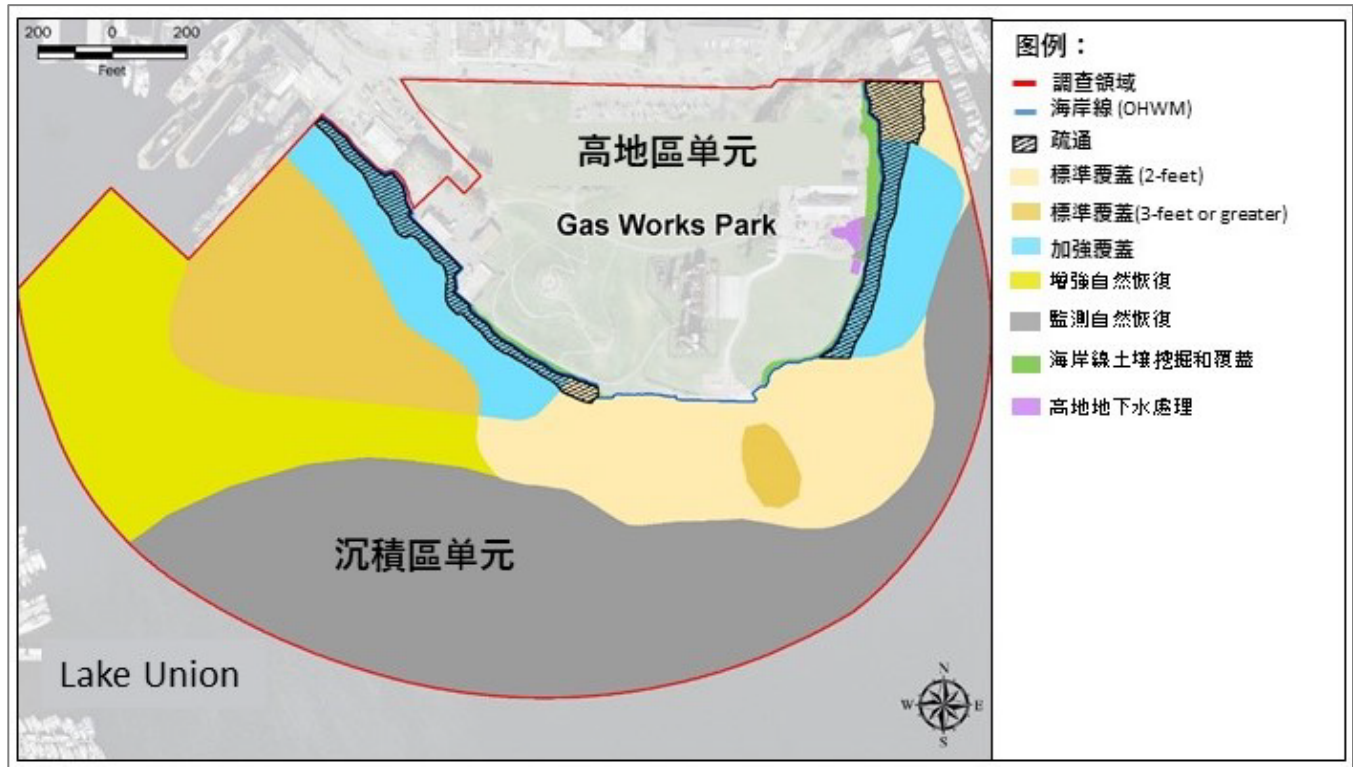 200 0 200
Feet
高地區单元
Gas Works Park
沉積區单元
Lake Union
N
W E
S
图例：
調查領域
海岸線 (OHWM)
疏通
標準覆蓋 (2-feet)
標準覆蓋(3-feet or greater)
加強覆蓋
增強自然恢復
監測自然恢復
海岸線土壤挖掘和覆蓋
高地地下水處理